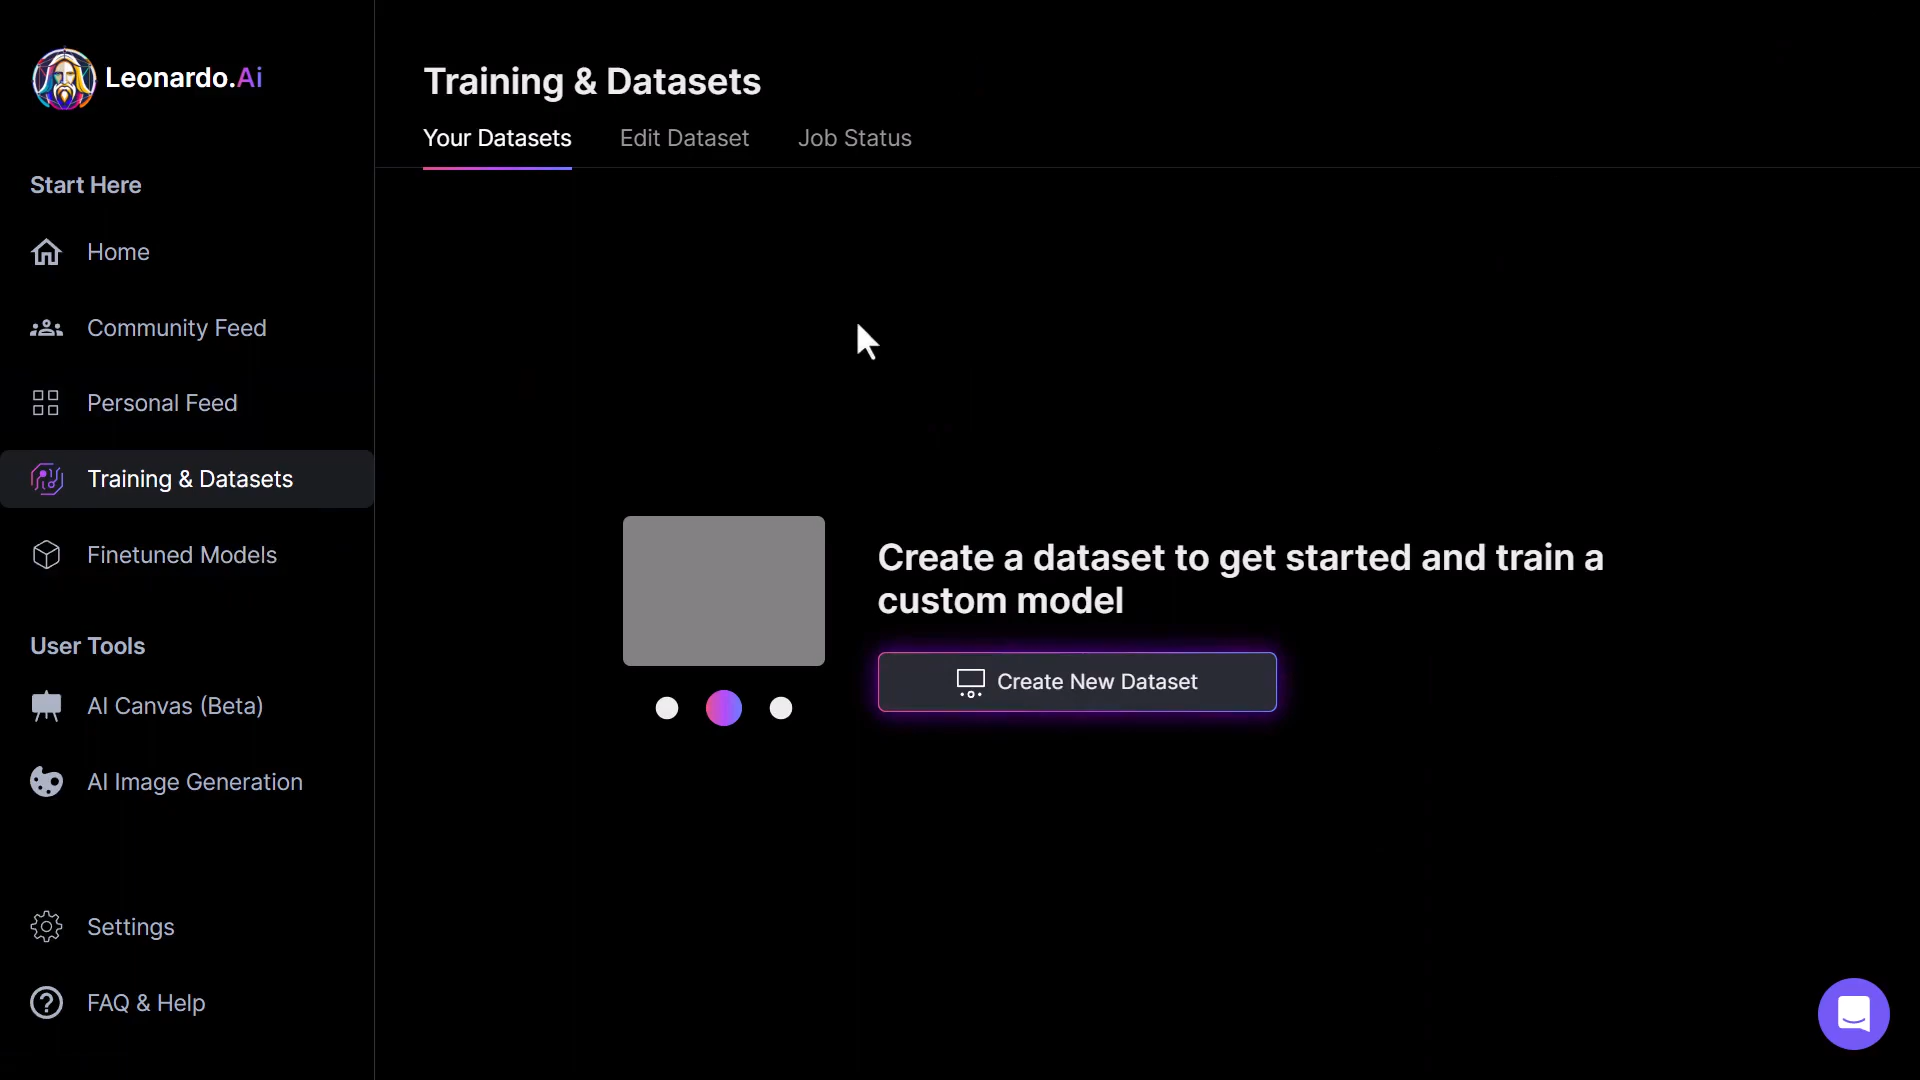 Leonardo.Ai
Start Here
Home
Community Feed
Personal Feed
Training & Datasets
Finetuned Models
User Tools
AI Canvas (Beta)
AI Image Generation
Settings
FAQ & Help
Training & Datasets
Your Datasets Edit Dataset Job Status
Create a dataset to get started and train a
custom model
Create New Dataset